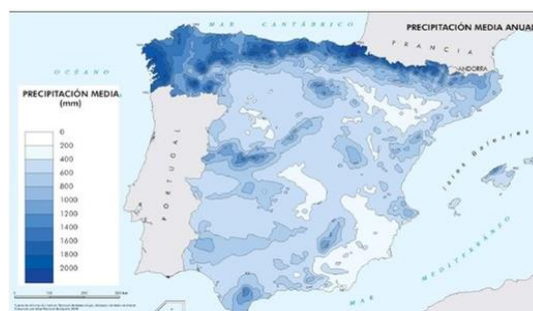 MAR CANTÁBRICO
PRECIPITACIÓN MEDIA ANUAL
FRANCIA
ANDORRA
OCÉANO
PRECIPITACIÓN MEDIA
(mm)
0
200
400
600
800
1000
1200
1400
1600
1800
2000
PORTUGAL
Islas Baleares
MAR MEDITERRÁNEO